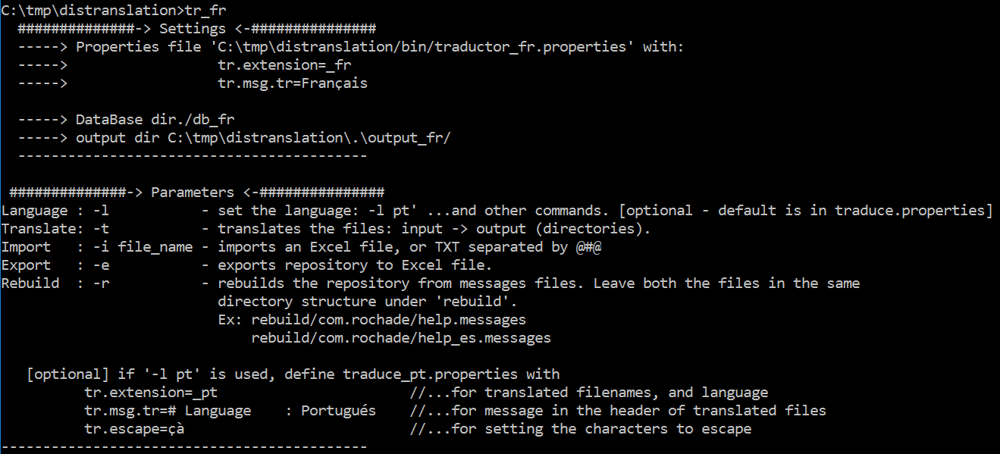 C:\tmp\distranslation>tr_fr
  ##############-> Settings <-###############
  -----> Properties file 'C:\tmp\distranslation/bin/traductor_fr.properties' with:
  ----->                  tr.extension=_fr
  ----->                  tr.msg.tr=Français

  -----> DataBase dir./db_fr
  -----> output dir C:\tmp\distranslation\.\output_fr/
  ------------------------------------------

 ##############-> Parameters <-###############
Language : -l           - set the language: -l pt' ...and other commands. [optional - default is in traduce.properties]
Translate: -t           - translates the files: input -> output (directories).
Import   : -i file_name - imports an Excel file, or TXT separated by @#@
Export   : -e           - exports repository to Excel file.
Rebuild  : -r           - rebuilds the repository from messages files. Leave both the files in the same
                          directory structure under 'rebuild'.
                          Ex: rebuild/com.rochade/help.messages
                              rebuild/com.rochade/help_es.messages

   [optional] if '-l pt' is used, define traduce_pt.properties with
          tr.extension=_pt                       //...for translated filenames, and language
          tr.msg.tr=# Language    : Portugués    //...for message in the header of translated files
          tr.escape=çà                           //...for setting the characters to escape
--------------------------------------------